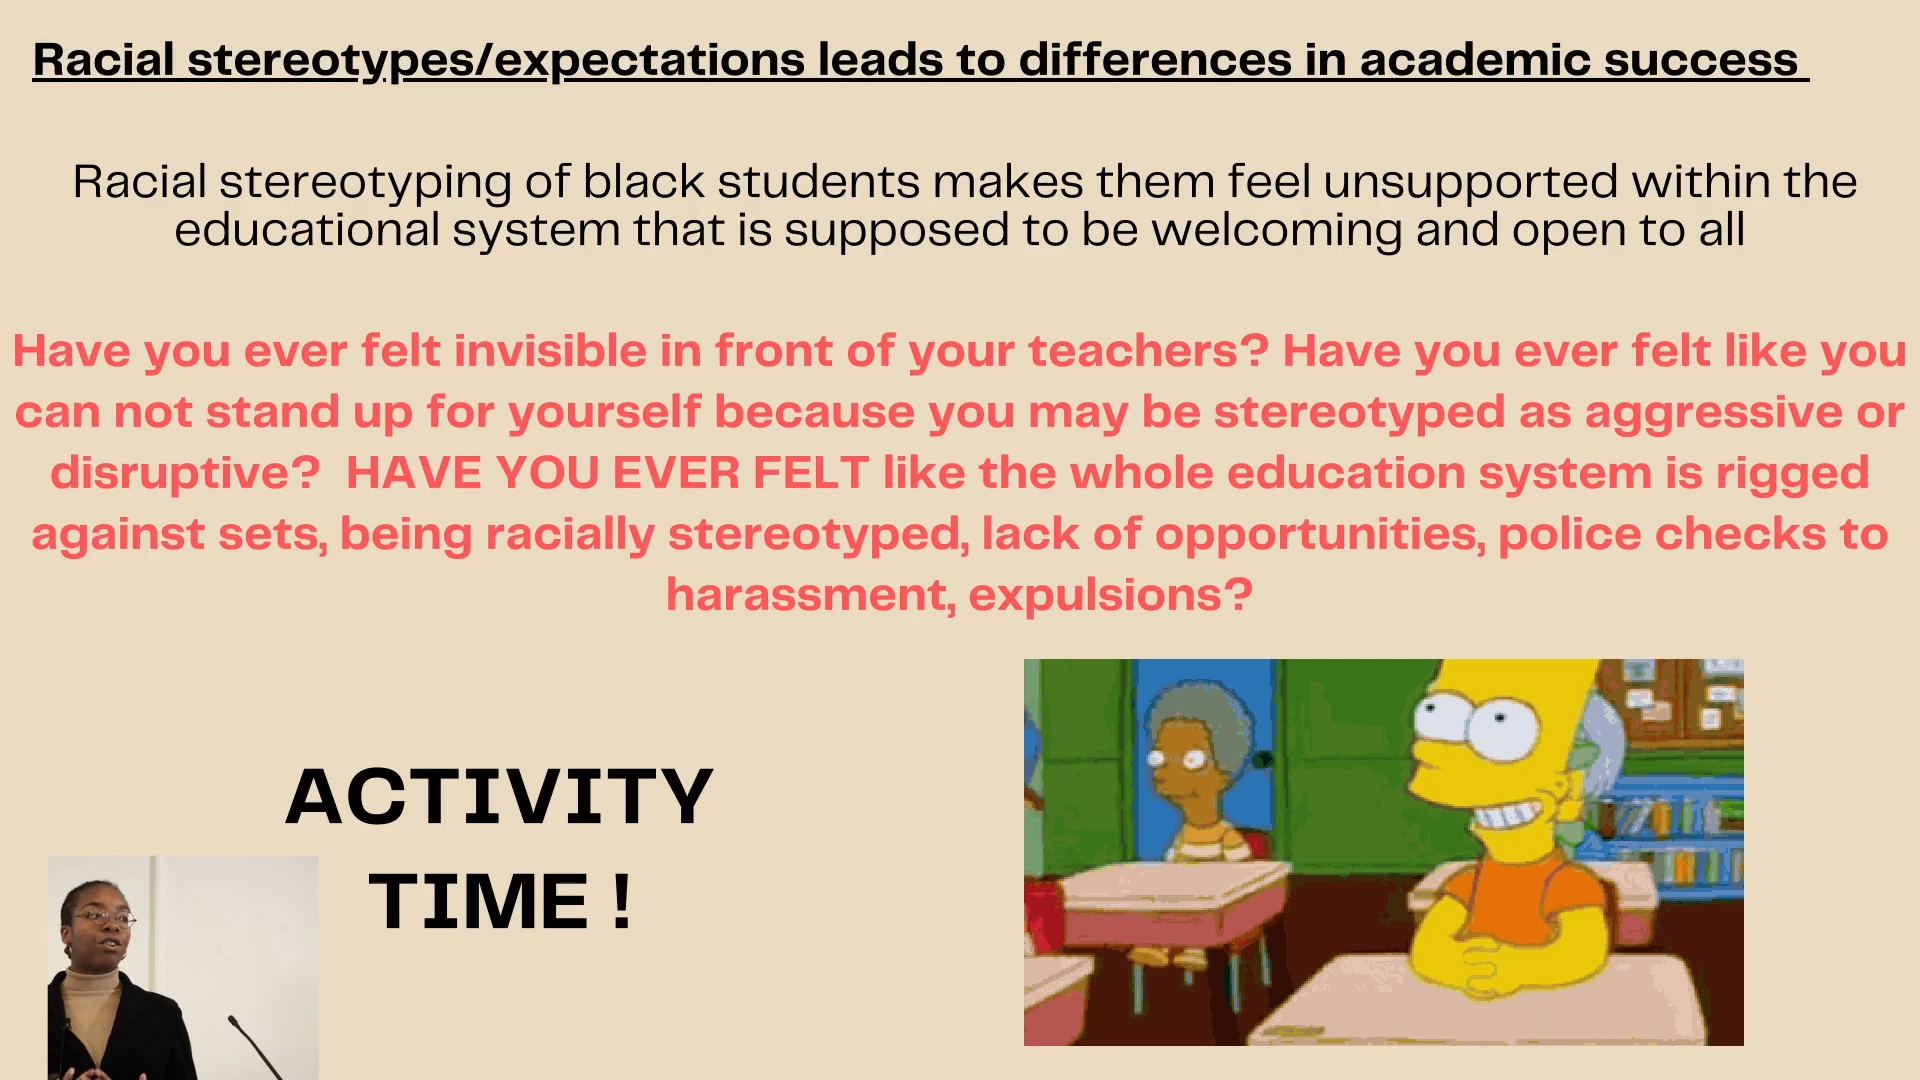 Racial stereotypes/expectations leads to differences in academic success
Racial stereotyping of black students makes them feel unsupported within the
educational system that is supposed to be welcoming and open to all
Have you ever felt invisible in front of your teachers? Have you ever felt like you
can not stand up for yourself because you may be stereotyped as aggressive or
disruptive?  HAVE YOU EVER FELT like the whole education system is rigged
against sets, being racially stereotyped, lack of opportunities, police checks to
harassment, expulsions?
ACTIVITY
TIME !